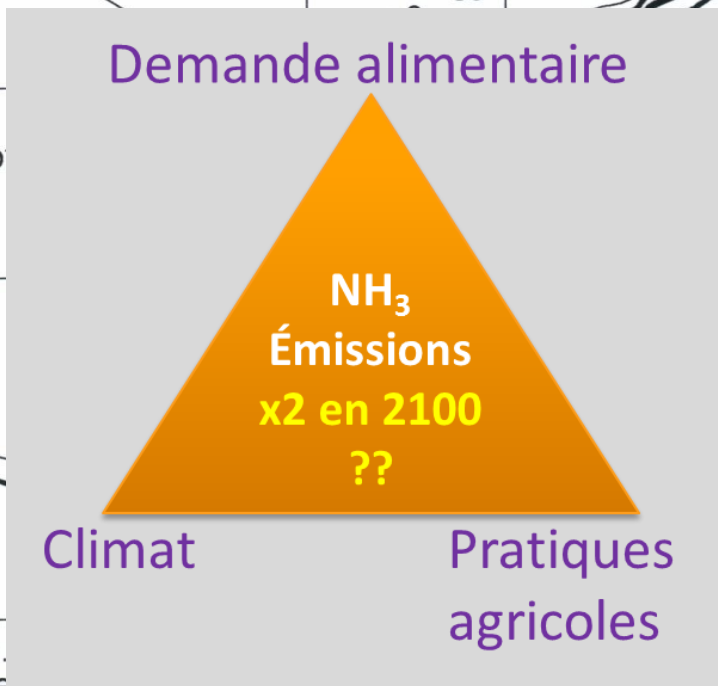 Demande alimentaire
NH₃
Émissions
x2 en 2100
??
Climat
Pratiques
agricoles